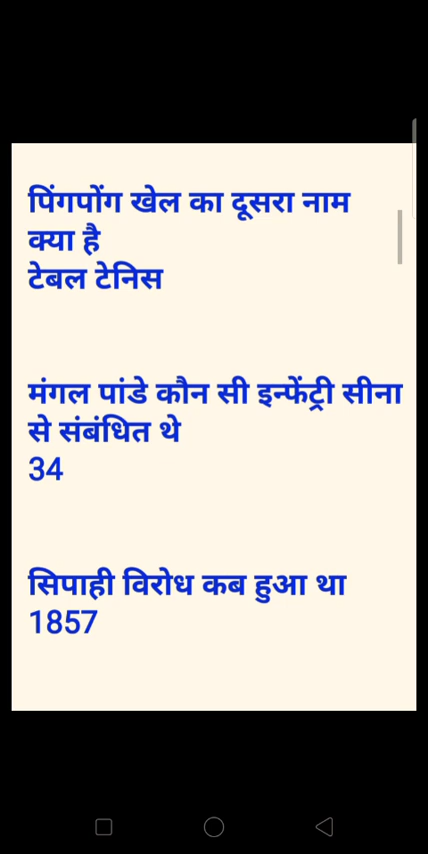 पिंगपोंग खेल का दूसरा नाम
क्या है
टेबल टेनिस
मंगल पांडे कौन सी इन्फेंट्री सीना
से संबंधित थे
34
सिपाही विरोध कब हुआ था
1857